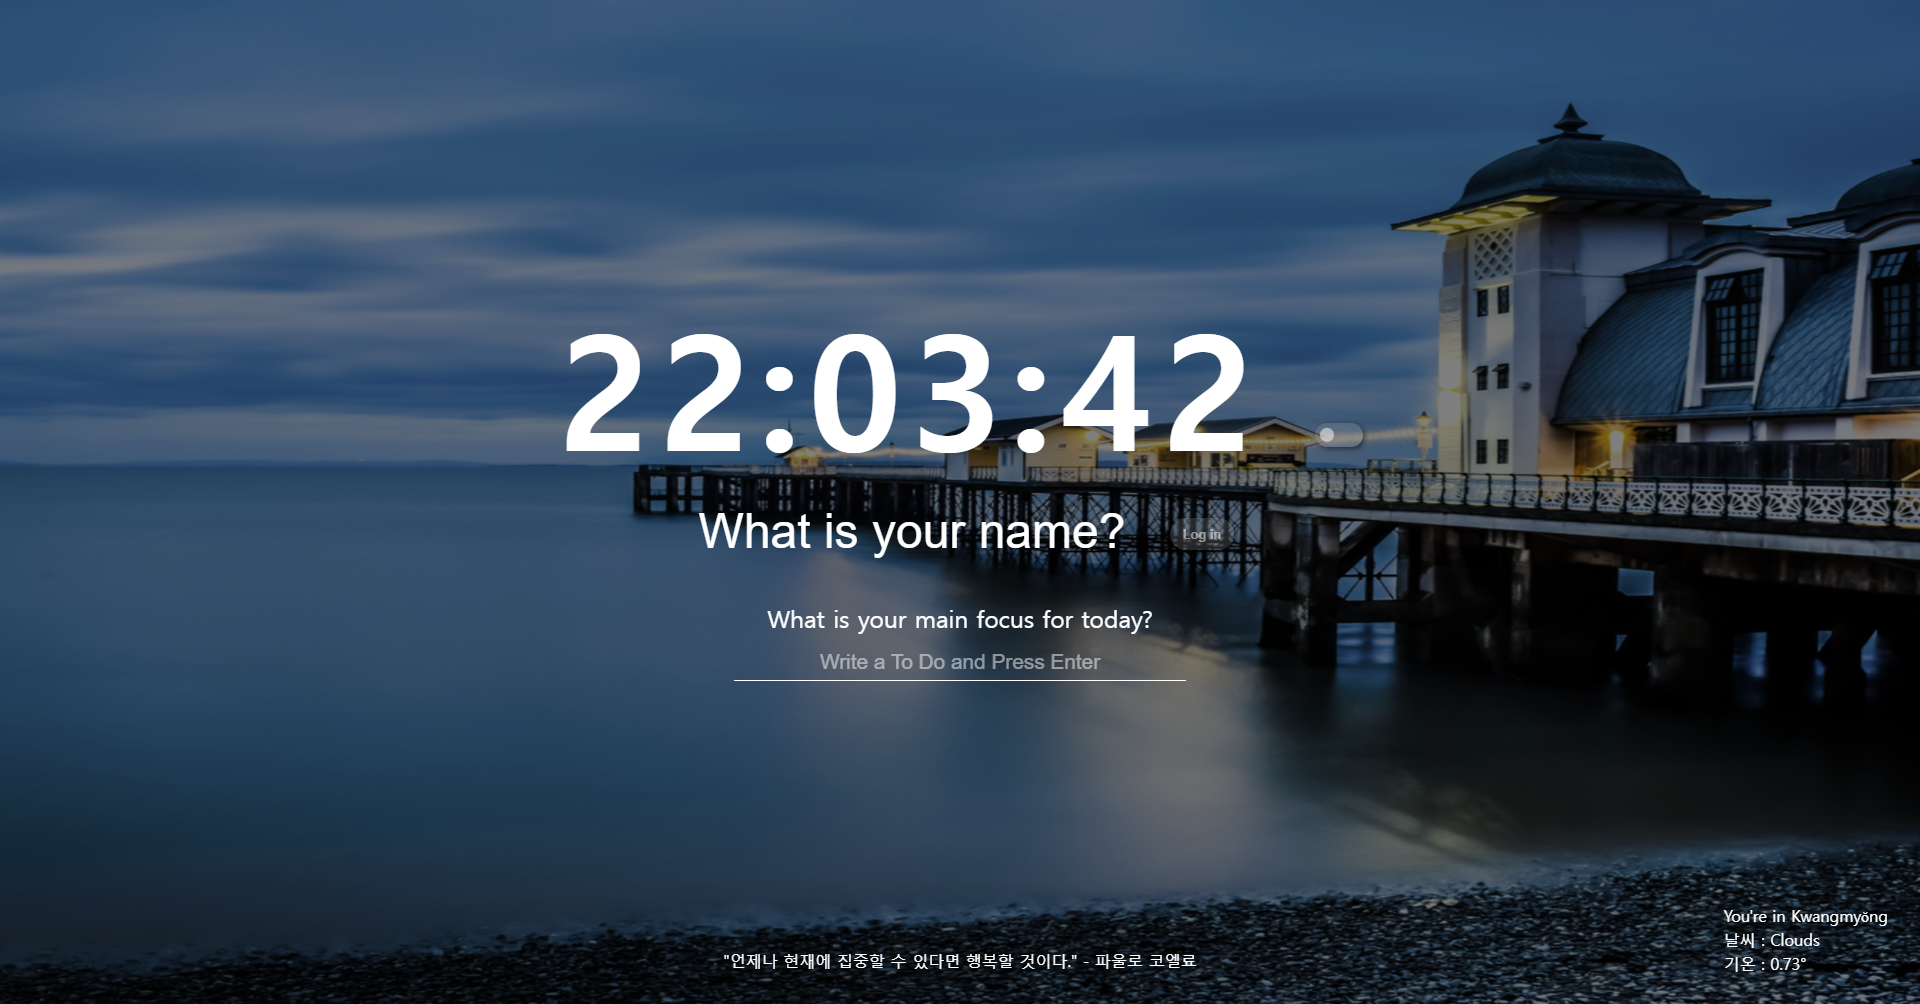 22:03:42
What is your name?
Log in
What is your main focus for today?
Write a To Do and Press Enter
"언제나 현재에 집중할 수 있다면 행복할 것이다." - 파울로 코엘료
You're in Kwangmyŏng
날씨 : Clouds
기온 : 0.73°